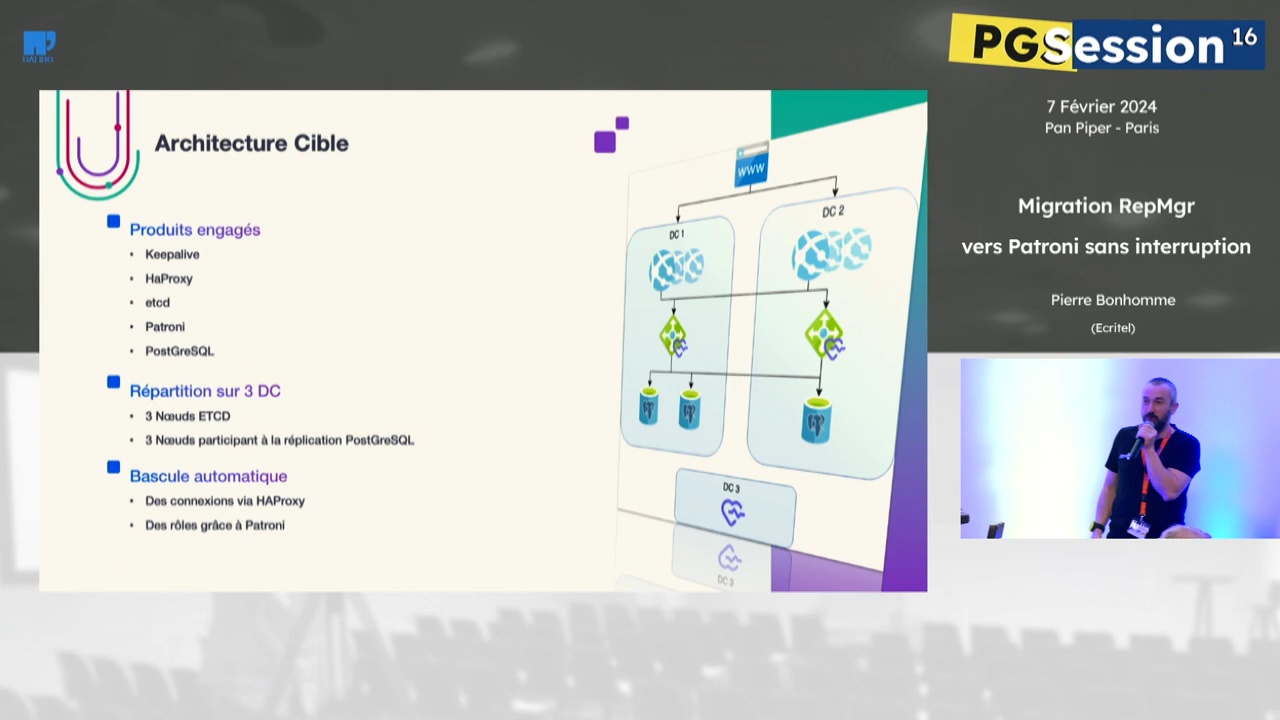 PGSession 16
7 Février 2024
Pan Piper - Paris
Migration RepMgr
vers Patroni sans interruption
Pierre Bonhomme
(Ecritel)
Architecture Cible
Produits engagés
• Keepalive
• HaProxy
• etcd
• Patroni
• PostGreSQL
Répartition sur 3 DC
• 3 Nœuds ETCD
• 3 Nœuds participant à la réplication PostGreSQL
Bascule automatique
• Des connexions via HAProxy
• Des rôles grâce à Patroni
WWW
DC 1
DC 2
DC 3
DC 3